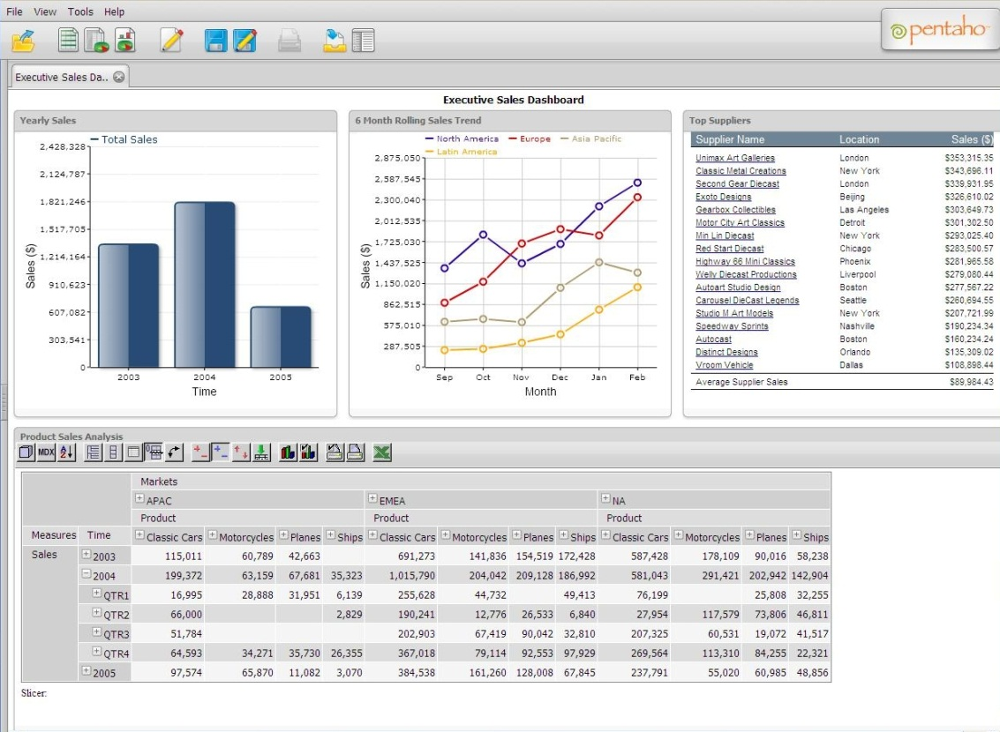 File View Tools Help
pentaho
Executive Sales Da..
Executive Sales Dashboard
Yearly Sales
Total Sales
2,428,328
2,124,787
1,821,246
1,517,705
1,214,164
910,623
607,082
303,541
0
Sales ($)
2003 2004 2005
Time
6 Month Rolling Sales Trend
North America Europe Asia Pacific
Latin America
2,875,050
2,587,545
2,300,040
2,012,535
1,725,030
1,437,525
1,150,020
862,515
575,010
287,505
0
Sales ($)
Sep Oct Nov Dec Jan Feb
Month
Top Suppliers
Supplier Name Location Sales ($)
Unimax Art Galleries London $353,315.35
Classic Metal Creations New York $343,696.11
Second Gear Diecast London $339,931.95
Exoto Designs Beijing $326,610.02
Gearbox Collectibles Las Angeles $303,649.73
Motor City Art Classics Detroit $301,302.50
Min Lin Diecast New York $293,025.40
Red Start Diecast Chicago $283,500.57
Highway 66 Mini Classics Phoenix $281,965.58
Welly Diecast Productions Liverpool $279,080.44
Autoart Studio Design Boston $277,567.22
Carousel DieCast Legends Seattle $260,694.55
Studio M Art Models New York $207,721.99
Speedway Sprints Nashville $190,234.34
Autocast Boston $160,234.24
Distinct Designs Orlando $135,309.02
Vroom Vehicle Dallas $108,898.44
Average Supplier Sales $89,984.43
Product Sales Analysis
MDX
Markets
APAC EMEA NA
Product Product Product
Measures Time Classic Cars Motorcycles Planes Ships Classic Cars Motorcycles Planes Ships Classic Cars Motorcycles Planes Ships
Sales 2003 115,011 60,789 42,663 691,273 141,836 154,519 172,428 587,428 178,109 90,016 58,238
2004 199,372 63,159 67,681 35,323 1,015,790 204,042 209,128 186,992 581,043 291,421 202,942 142,904
QTR1 16,995 28,888 31,951 6,139 255,628 44,732 49,413 76,199 25,808 32,255
QTR2 66,000 2,829 190,241 12,776 26,533 6,840 27,954 117,579 73,806 46,811
QTR3 51,784 202,903 67,419 90,042 32,810 207,325 60,531 19,072 41,517
QTR4 64,593 34,271 35,730 26,355 367,018 79,114 92,553 97,929 269,564 113,310 84,255 22,321
2005 97,574 65,870 11,082 3,070 384,538 161,260 128,008 67,845 237,791 55,020 60,985 48,856
Slicer: